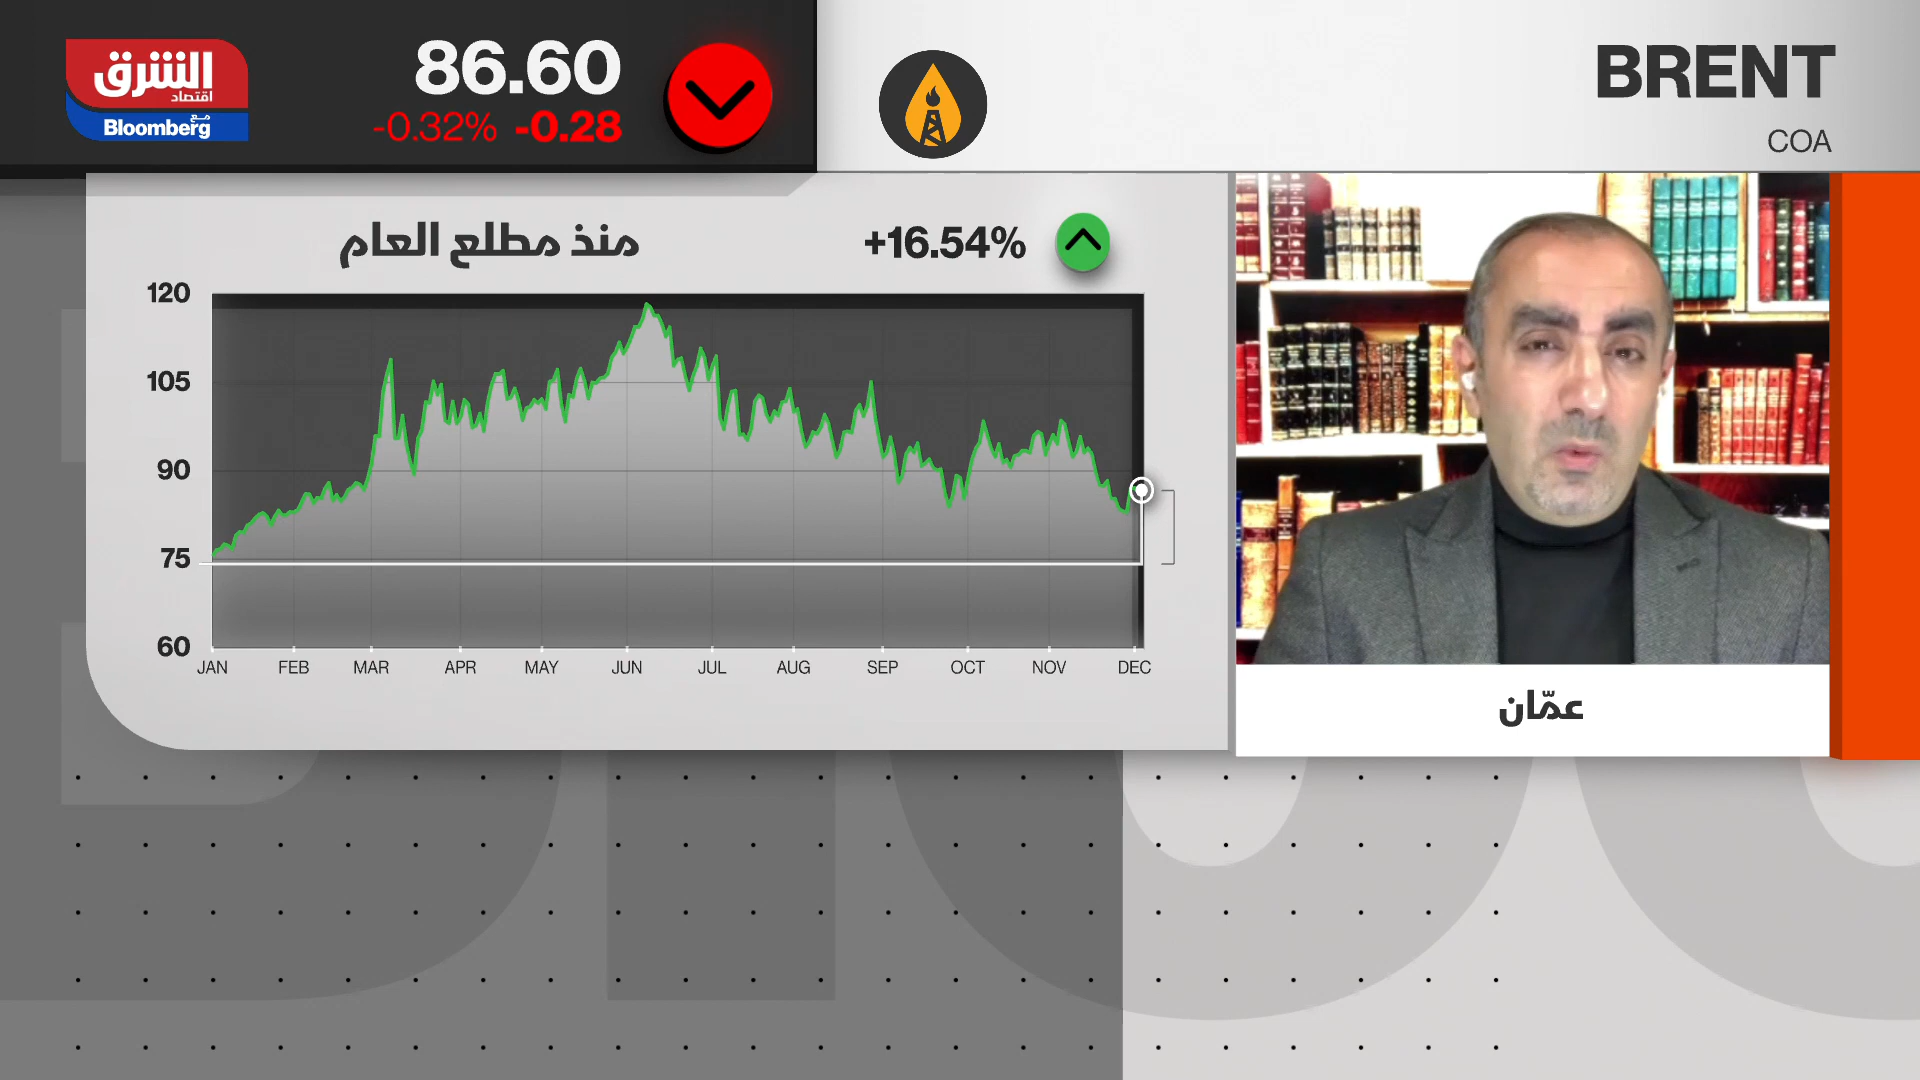 الشرق
اقتصاد
مع
Bloomberg
86.60
-0.32% -0.28
BRENT
COA
منذ مطلع العام
+16.54%
120
105
90
75
60
JAN FEB MAR APR MAY JUN JUL AUG SEP OCT NOV DEC
عمّان